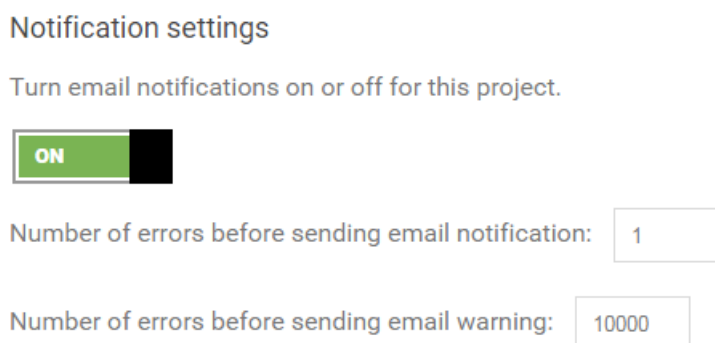 Notification settings
Turn email notifications on or off for this project.
ON
Number of errors before sending email notification: 1
Number of errors before sending email warning: 10000